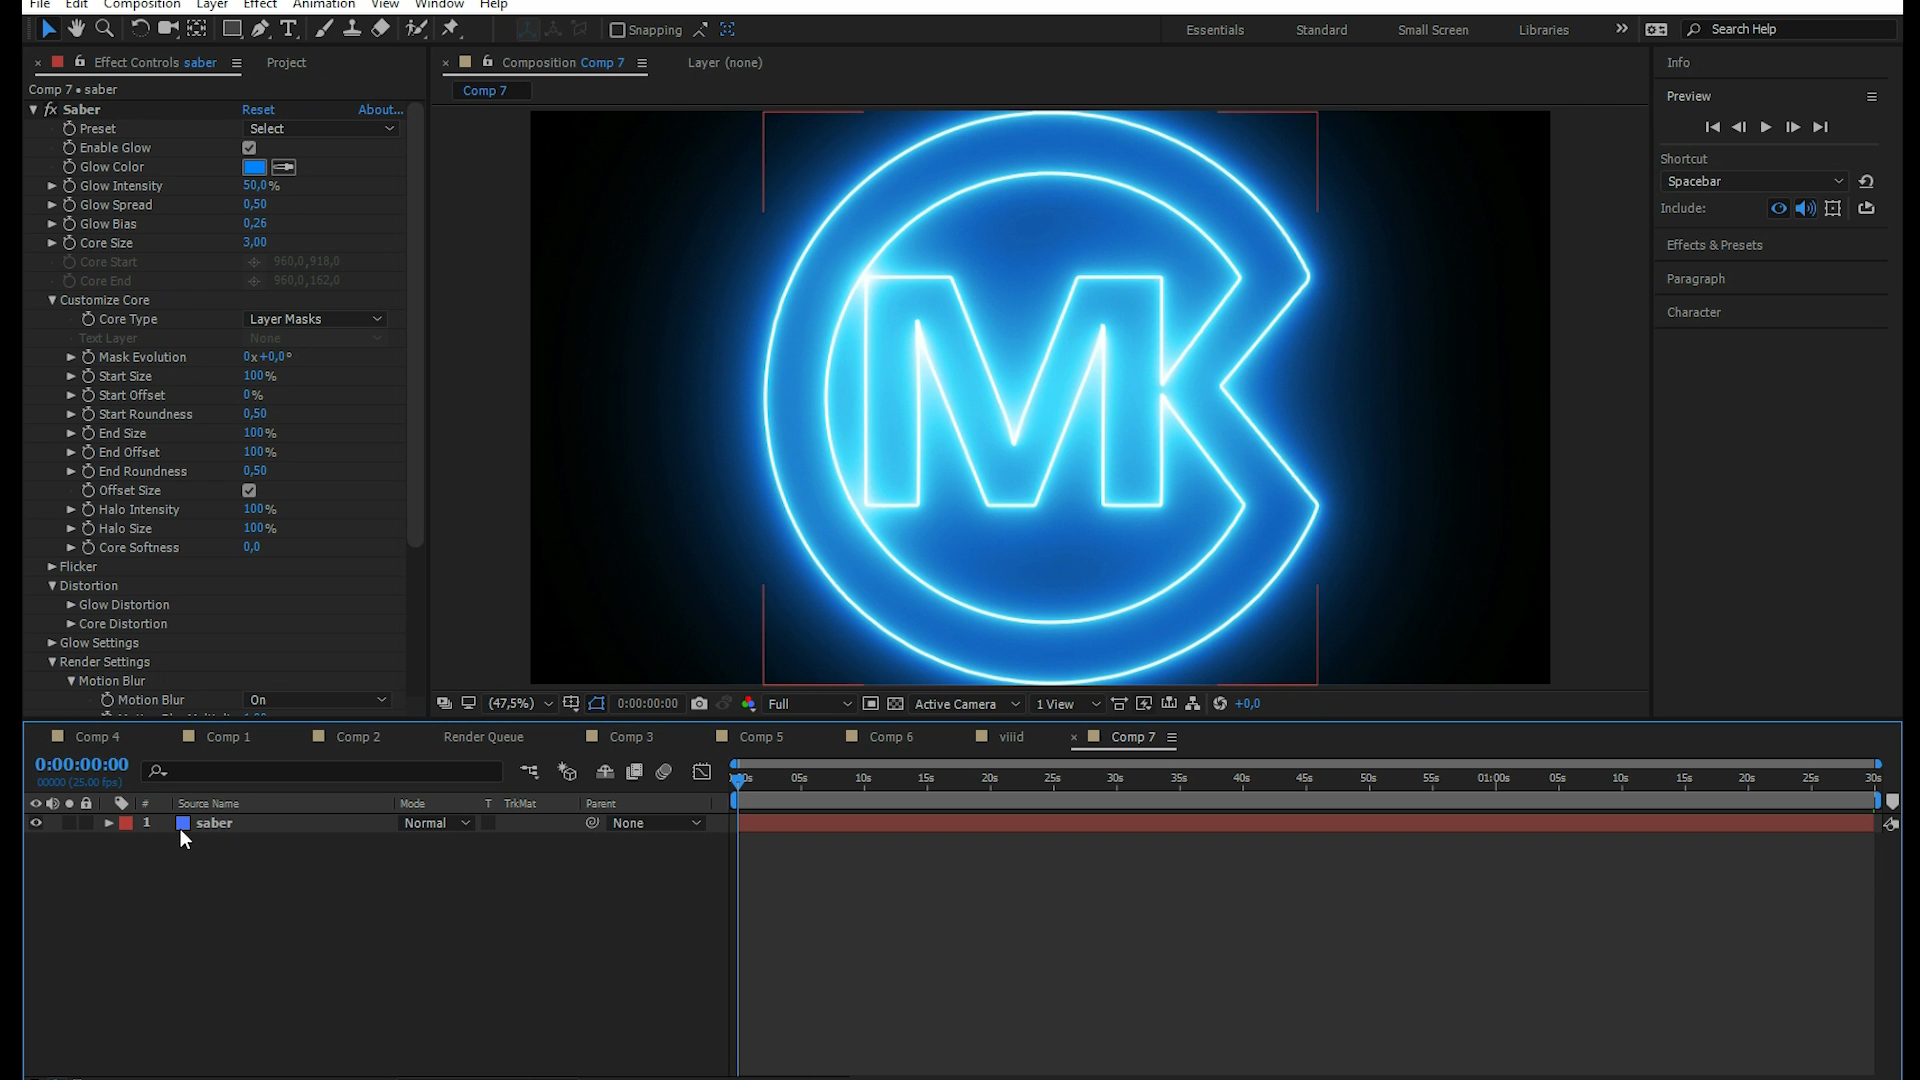 File Edit Composition Layer Effect Animation View Window Help
Snapping
Essentials Standard Small Screen Libraries Search Help
Effect Controls saber Project
Composition Comp 7 Layer (none)
Info
Comp 7 • saber
Comp 7
Preview
fx Saber Reset About...
Preset Select
Enable Glow
Glow Color
Glow Intensity 50,0%
Glow Spread 0,50
Glow Bias 0,26
Core Size 3,00
Core Start 960,0,918,0
Core End 960,0,162,0
Customize Core
Core Type Layer Masks
Text Layer None
Mask Evolution 0x+0,0°
Start Size 100%
Start Offset 0%
Start Roundness 0,50
End Size 100%
End Offset 100%
End Roundness 0,50
Offset Size
Halo Intensity 100%
Halo Size 100%
Core Softness 0,0
Flicker
Distortion
Glow Distortion
Core Distortion
Glow Settings
Render Settings
Motion Blur
Motion Blur On
M
Shortcut
Spacebar
Include:
Effects & Presets
Paragraph
Character
(47,5%) 0:00:00:00 Full Active Camera 1 View +0,0
Comp 4 Comp 1 Comp 2 Render Queue Comp 3 Comp 5 Comp 6 viiid Comp 7
0:00:00:00
00000 (25.00 fps)
05s 10s 15s 20s 25s 30s 35s 40s 45s 50s 55s 01:00s 05s 10s 15s 20s 25s 30s
# Source Name Mode T TrkMat Parent
1 saber Normal None